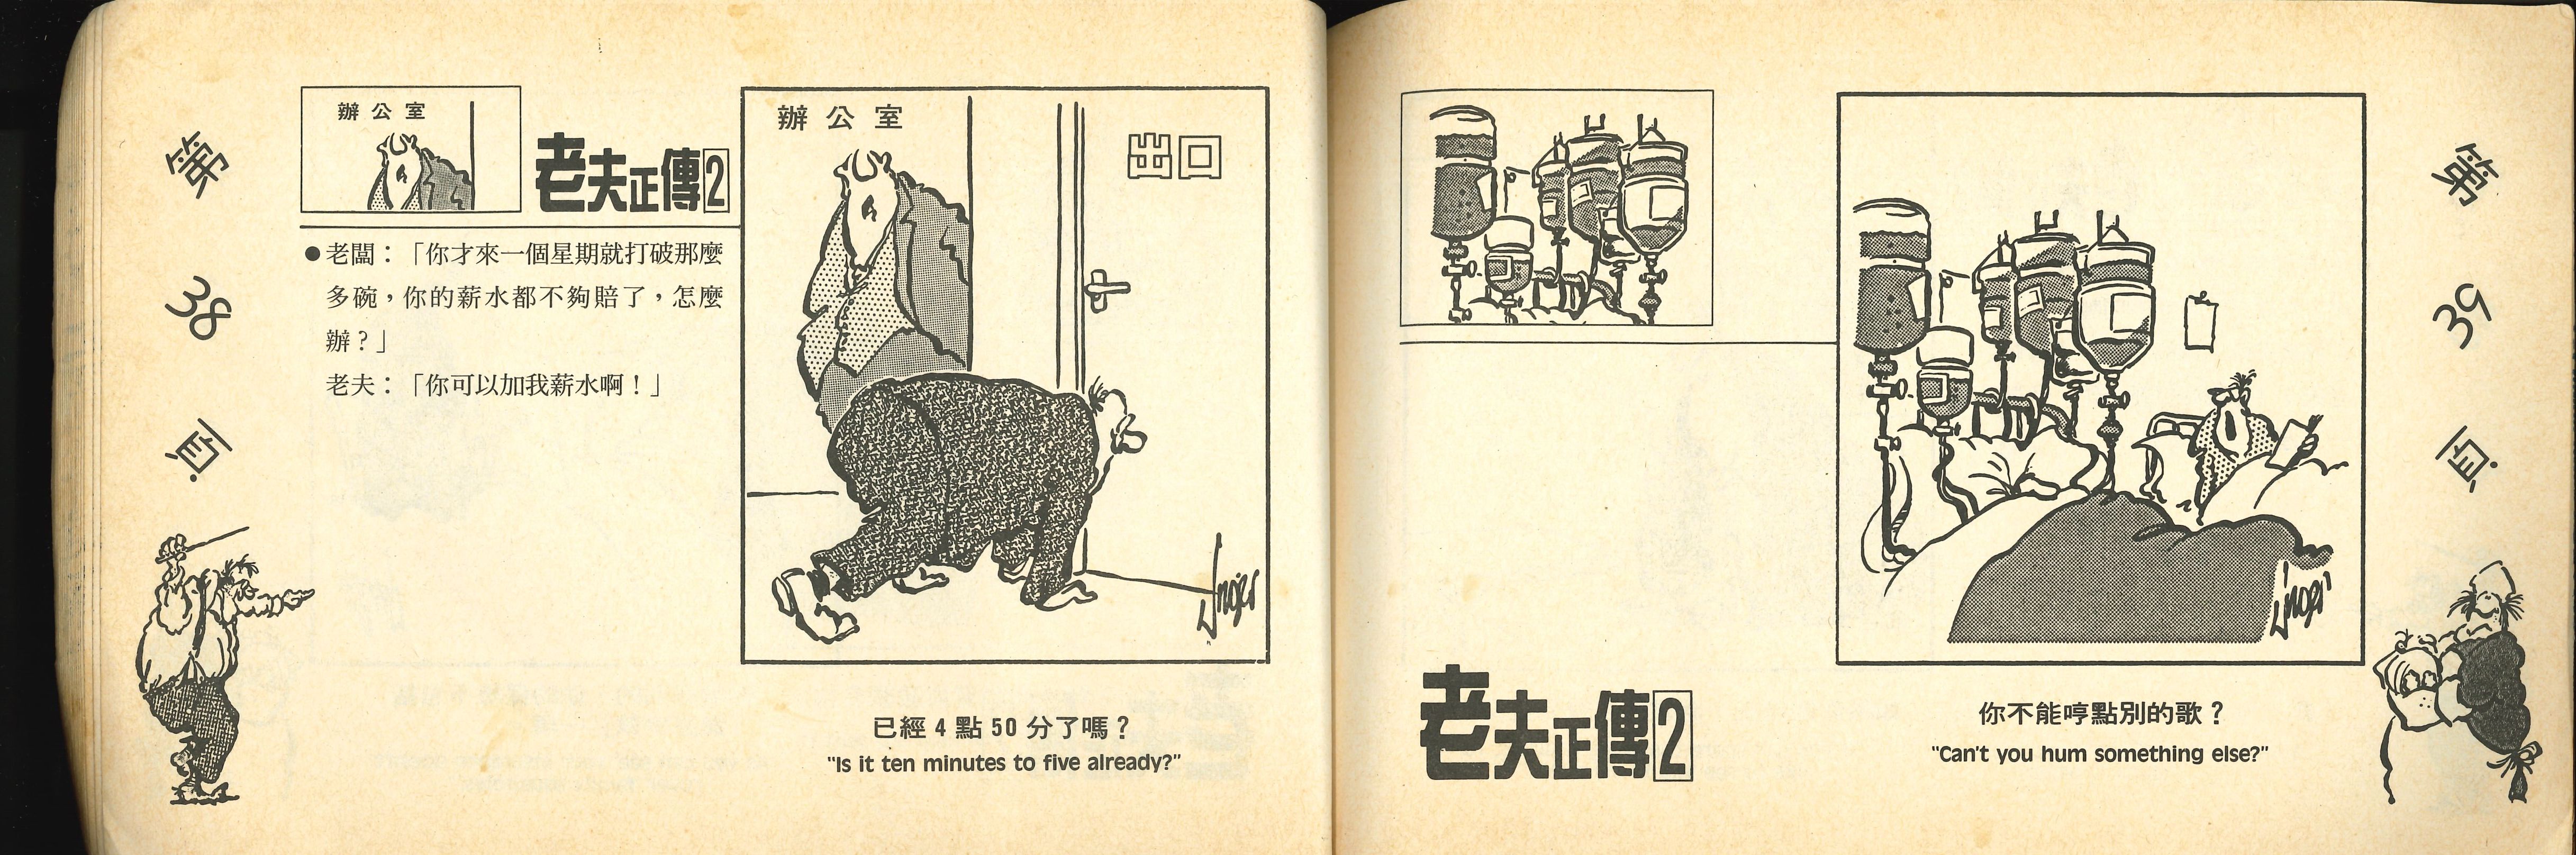 第38頁
辦公室
老夫正傳2
●老闆：「你才來一個星期就打破那麼
多碗，你的薪水都不夠賠了，怎麼
辦？」
老夫：「你可以加我薪水啊！」
辦公室
出口
已經4點50分了嗎？
"Is it ten minutes to five already?"
老夫正傳2
你不能哼點別的歌？
"Can't you hum something else?"
第39頁